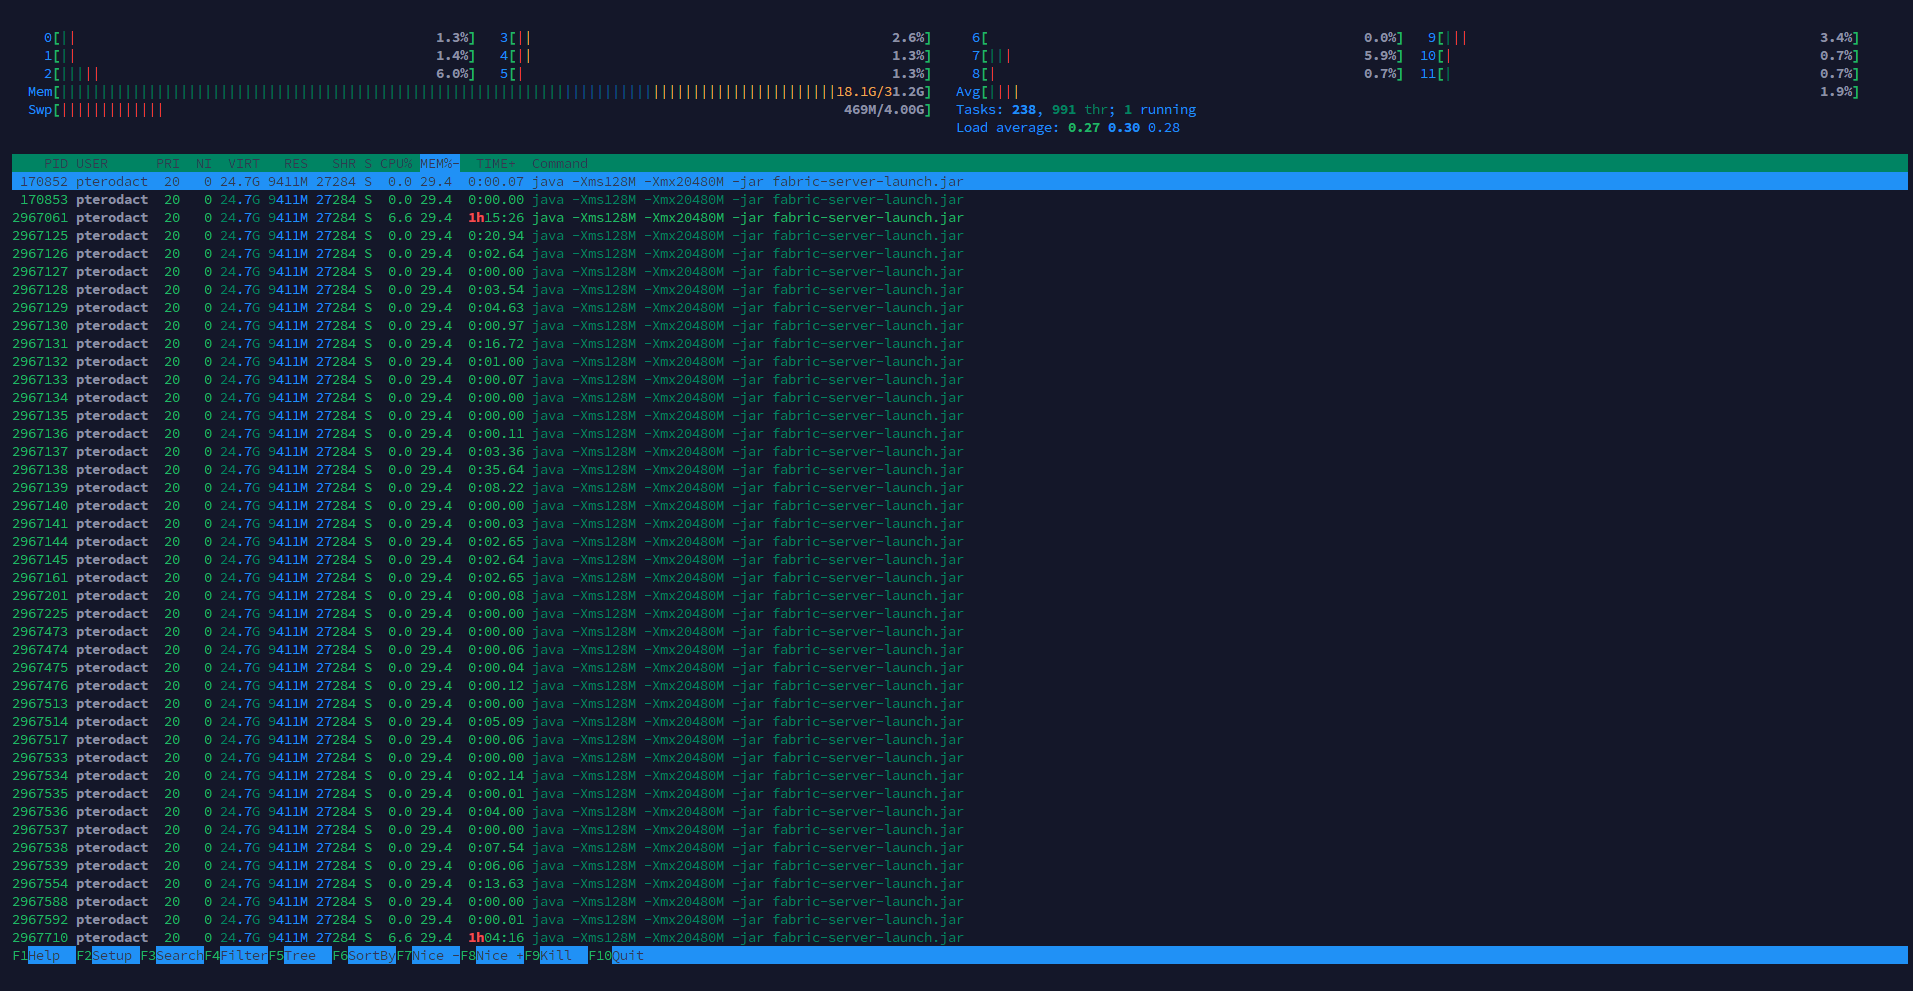 0[|| 1.3%] 3[|| 2.6%] 6[ 0.0%] 9[||| 3.4%]
1[|| 1.4%] 4[|| 1.3%] 7[||| 5.9%] 10[| 0.7%]
2[||||| 6.0%] 5[| 1.3%] 8[| 0.7%] 11[| 0.7%]
Mem[|||||||||||||||||||||||||||||||||||||||||||||||||||||||||||||||||||||||||||||||||||||||||||||||||18.1G/31.2G] Avg[|||| 1.9%]
Swp[||||||||||||| 469M/4.00G] Tasks: 238, 991 thr; 1 running
Load average: 0.27 0.30 0.28
PID USER PRI NI VIRT RES SHR S CPU% MEM%- TIME+ Command
170852 pterodact 20 0 24.7G 9411M 27284 S 0.0 29.4 0:00.07 java -Xms128M -Xmx20480M -jar fabric-server-launch.jar
170853 pterodact 20 0 24.7G 9411M 27284 S 0.0 29.4 0:00.00 java -Xms128M -Xmx20480M -jar fabric-server-launch.jar
2967061 pterodact 20 0 24.7G 9411M 27284 S 6.6 29.4 1h15:26 java -Xms128M -Xmx20480M -jar fabric-server-launch.jar
2967125 pterodact 20 0 24.7G 9411M 27284 S 0.0 29.4 0:20.94 java -Xms128M -Xmx20480M -jar fabric-server-launch.jar
2967126 pterodact 20 0 24.7G 9411M 27284 S 0.0 29.4 0:02.64 java -Xms128M -Xmx20480M -jar fabric-server-launch.jar
2967127 pterodact 20 0 24.7G 9411M 27284 S 0.0 29.4 0:00.00 java -Xms128M -Xmx20480M -jar fabric-server-launch.jar
2967128 pterodact 20 0 24.7G 9411M 27284 S 0.0 29.4 0:03.54 java -Xms128M -Xmx20480M -jar fabric-server-launch.jar
2967129 pterodact 20 0 24.7G 9411M 27284 S 0.0 29.4 0:04.63 java -Xms128M -Xmx20480M -jar fabric-server-launch.jar
2967130 pterodact 20 0 24.7G 9411M 27284 S 0.0 29.4 0:00.97 java -Xms128M -Xmx20480M -jar fabric-server-launch.jar
2967131 pterodact 20 0 24.7G 9411M 27284 S 0.0 29.4 0:16.72 java -Xms128M -Xmx20480M -jar fabric-server-launch.jar
2967132 pterodact 20 0 24.7G 9411M 27284 S 0.0 29.4 0:01.00 java -Xms128M -Xmx20480M -jar fabric-server-launch.jar
2967133 pterodact 20 0 24.7G 9411M 27284 S 0.0 29.4 0:00.07 java -Xms128M -Xmx20480M -jar fabric-server-launch.jar
2967134 pterodact 20 0 24.7G 9411M 27284 S 0.0 29.4 0:00.00 java -Xms128M -Xmx20480M -jar fabric-server-launch.jar
2967135 pterodact 20 0 24.7G 9411M 27284 S 0.0 29.4 0:00.00 java -Xms128M -Xmx20480M -jar fabric-server-launch.jar
2967136 pterodact 20 0 24.7G 9411M 27284 S 0.0 29.4 0:00.11 java -Xms128M -Xmx20480M -jar fabric-server-launch.jar
2967137 pterodact 20 0 24.7G 9411M 27284 S 0.0 29.4 0:03.36 java -Xms128M -Xmx20480M -jar fabric-server-launch.jar
2967138 pterodact 20 0 24.7G 9411M 27284 S 0.0 29.4 0:35.64 java -Xms128M -Xmx20480M -jar fabric-server-launch.jar
2967139 pterodact 20 0 24.7G 9411M 27284 S 0.0 29.4 0:08.22 java -Xms128M -Xmx20480M -jar fabric-server-launch.jar
2967140 pterodact 20 0 24.7G 9411M 27284 S 0.0 29.4 0:00.00 java -Xms128M -Xmx20480M -jar fabric-server-launch.jar
2967141 pterodact 20 0 24.7G 9411M 27284 S 0.0 29.4 0:00.03 java -Xms128M -Xmx20480M -jar fabric-server-launch.jar
2967144 pterodact 20 0 24.7G 9411M 27284 S 0.0 29.4 0:02.65 java -Xms128M -Xmx20480M -jar fabric-server-launch.jar
2967145 pterodact 20 0 24.7G 9411M 27284 S 0.0 29.4 0:02.64 java -Xms128M -Xmx20480M -jar fabric-server-launch.jar
2967161 pterodact 20 0 24.7G 9411M 27284 S 0.0 29.4 0:02.65 java -Xms128M -Xmx20480M -jar fabric-server-launch.jar
2967201 pterodact 20 0 24.7G 9411M 27284 S 0.0 29.4 0:00.08 java -Xms128M -Xmx20480M -jar fabric-server-launch.jar
2967225 pterodact 20 0 24.7G 9411M 27284 S 0.0 29.4 0:00.00 java -Xms128M -Xmx20480M -jar fabric-server-launch.jar
2967473 pterodact 20 0 24.7G 9411M 27284 S 0.0 29.4 0:00.00 java -Xms128M -Xmx20480M -jar fabric-server-launch.jar
2967474 pterodact 20 0 24.7G 9411M 27284 S 0.0 29.4 0:00.06 java -Xms128M -Xmx20480M -jar fabric-server-launch.jar
2967475 pterodact 20 0 24.7G 9411M 27284 S 0.0 29.4 0:00.04 java -Xms128M -Xmx20480M -jar fabric-server-launch.jar
2967476 pterodact 20 0 24.7G 9411M 27284 S 0.0 29.4 0:00.12 java -Xms128M -Xmx20480M -jar fabric-server-launch.jar
2967513 pterodact 20 0 24.7G 9411M 27284 S 0.0 29.4 0:00.00 java -Xms128M -Xmx20480M -jar fabric-server-launch.jar
2967514 pterodact 20 0 24.7G 9411M 27284 S 0.0 29.4 0:05.09 java -Xms128M -Xmx20480M -jar fabric-server-launch.jar
2967517 pterodact 20 0 24.7G 9411M 27284 S 0.0 29.4 0:00.06 java -Xms128M -Xmx20480M -jar fabric-server-launch.jar
2967533 pterodact 20 0 24.7G 9411M 27284 S 0.0 29.4 0:00.00 java -Xms128M -Xmx20480M -jar fabric-server-launch.jar
2967534 pterodact 20 0 24.7G 9411M 27284 S 0.0 29.4 0:02.14 java -Xms128M -Xmx20480M -jar fabric-server-launch.jar
2967535 pterodact 20 0 24.7G 9411M 27284 S 0.0 29.4 0:00.01 java -Xms128M -Xmx20480M -jar fabric-server-launch.jar
2967536 pterodact 20 0 24.7G 9411M 27284 S 0.0 29.4 0:04.00 java -Xms128M -Xmx20480M -jar fabric-server-launch.jar
2967537 pterodact 20 0 24.7G 9411M 27284 S 0.0 29.4 0:00.00 java -Xms128M -Xmx20480M -jar fabric-server-launch.jar
2967538 pterodact 20 0 24.7G 9411M 27284 S 0.0 29.4 0:07.54 java -Xms128M -Xmx20480M -jar fabric-server-launch.jar
2967539 pterodact 20 0 24.7G 9411M 27284 S 0.0 29.4 0:06.06 java -Xms128M -Xmx20480M -jar fabric-server-launch.jar
2967554 pterodact 20 0 24.7G 9411M 27284 S 0.0 29.4 0:13.63 java -Xms128M -Xmx20480M -jar fabric-server-launch.jar
2967588 pterodact 20 0 24.7G 9411M 27284 S 0.0 29.4 0:00.00 java -Xms128M -Xmx20480M -jar fabric-server-launch.jar
2967592 pterodact 20 0 24.7G 9411M 27284 S 0.0 29.4 0:00.01 java -Xms128M -Xmx20480M -jar fabric-server-launch.jar
2967710 pterodact 20 0 24.7G 9411M 27284 S 6.6 29.4 1h04:16 java -Xms128M -Xmx20480M -jar fabric-server-launch.jar
F1Help F2Setup F3SearchF4FilterF5Tree F6SortByF7Nice -F8Nice +F9Kill F10Quit